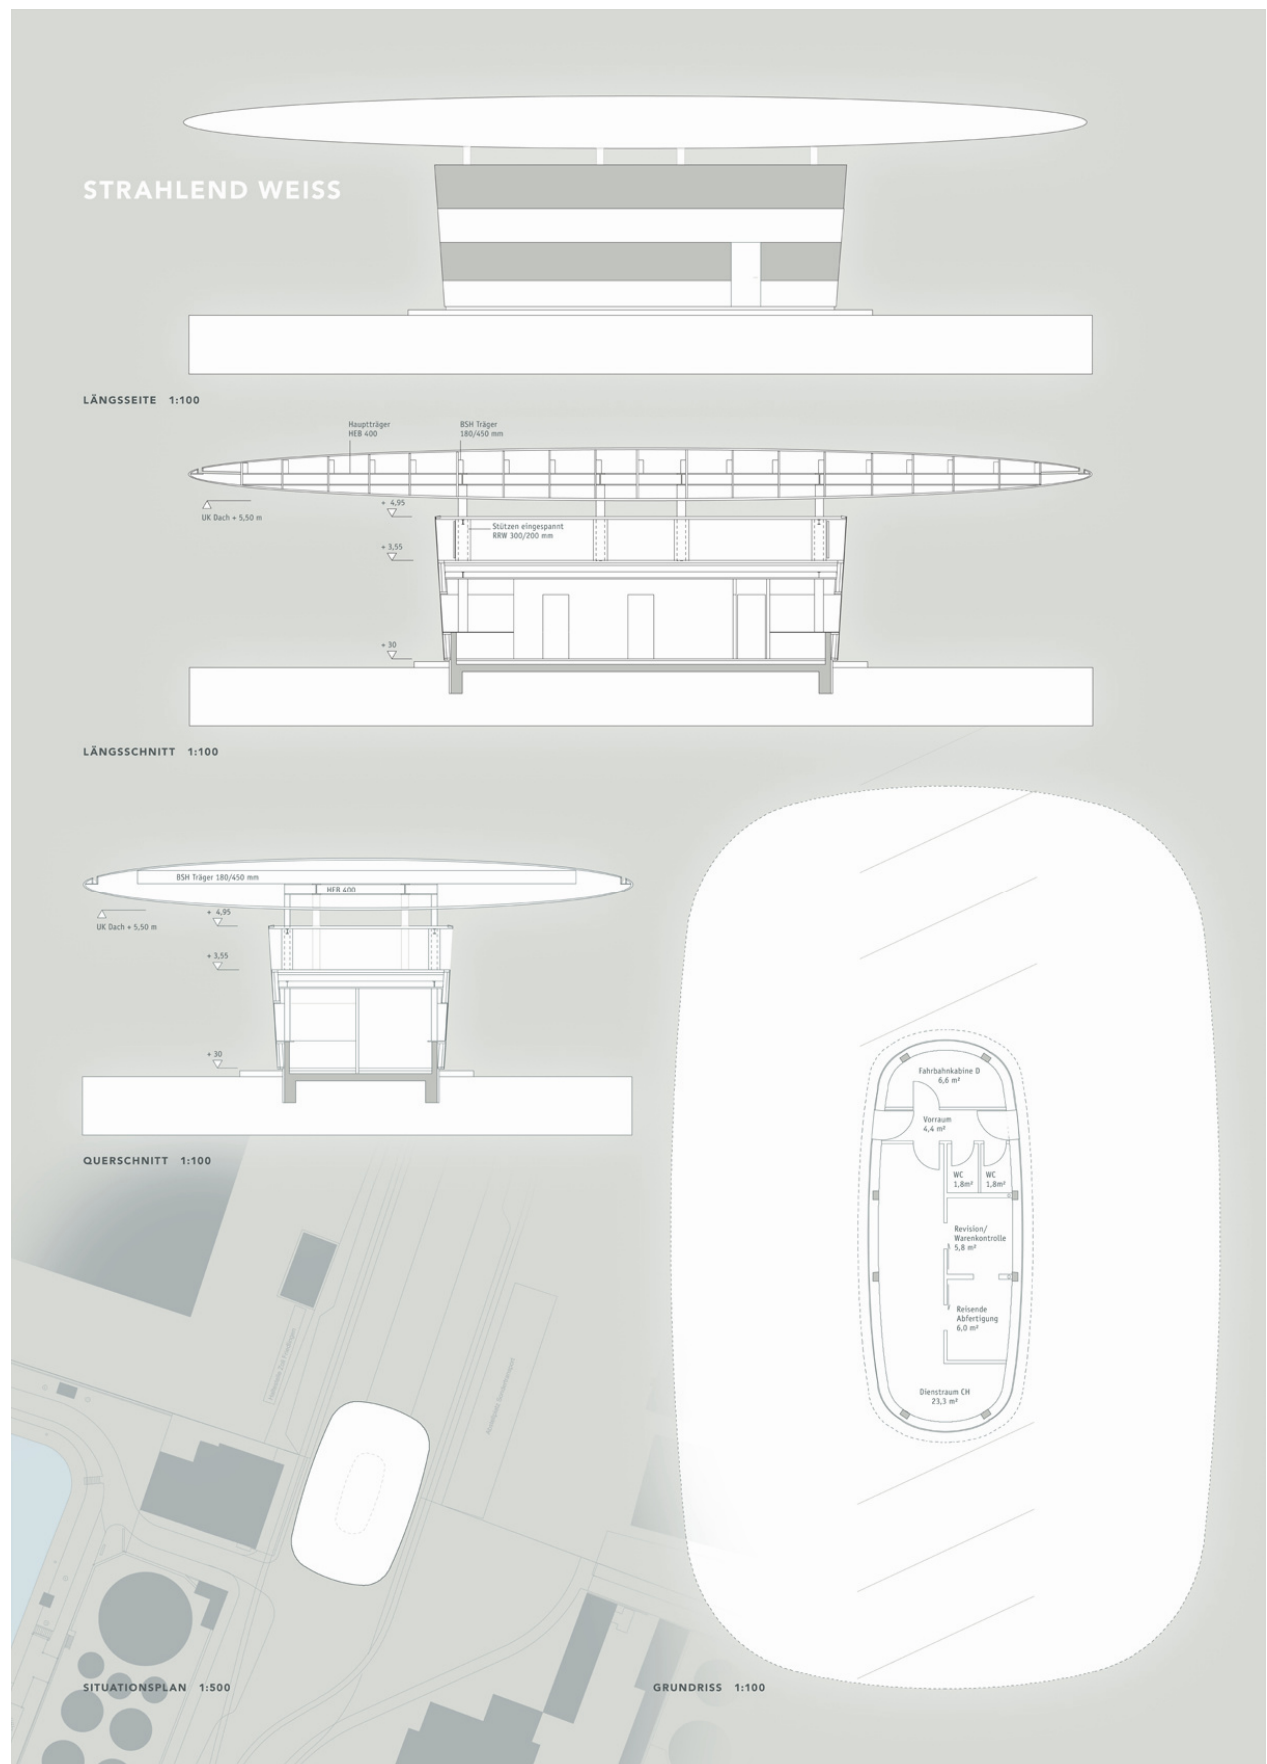 STRAHLEND WEISS
LÄNGSSEITE 1:100
Hauptträger
HEB 400
BSH Träger
180/450 mm
UK Dach + 5,50 m
+ 4,95
Stützen eingespannt
RRW 300/200 mm
+ 3,55
+ 30
LÄNGSSCHNITT 1:100
BSH Träger 180/450 mm
HEB 400
UK Dach + 5,50 m
+ 4,95
+ 3,55
+ 30
QUERSCHNITT 1:100
Fahrbahnkabine D
6,6 m²
Vorraum
4,4 m²
WC
1,8m²
WC
1,8m²
Revision/
Warenkontrolle
5,8 m²
Reisende
Abfertigung
6,0 m²
Dienstraum CH
23,3 m²
SITUATIONSPLAN 1:500
GRUNDRISS 1:100